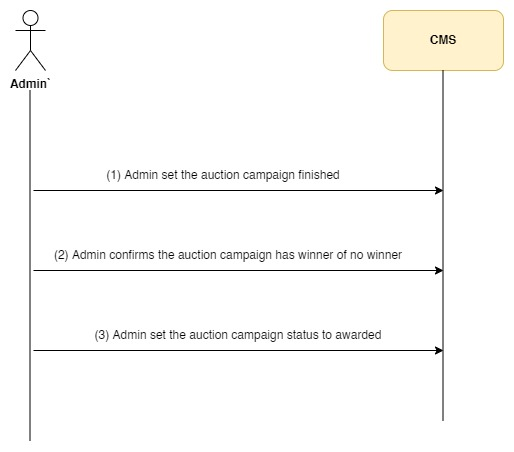 CMS
Admin`
(1) Admin set the auction campaign finished
(2) Admin confirms the auction campaign has winner of no winner
(3) Admin set the auction campaign status to awarded